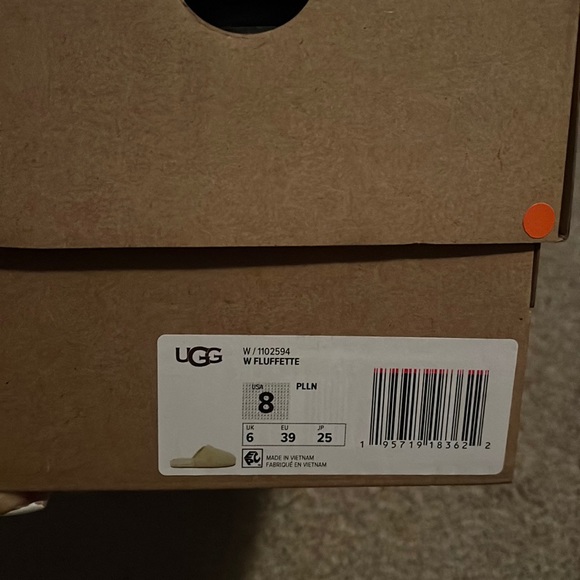 UGG
W / 1102594
W FLUFFETTE
USA
8
PLLN
UK EU JP
6 39 25
MADE IN VIETNAM
FABRIQUÉ EN VIETNAM
1 95719 18362 2